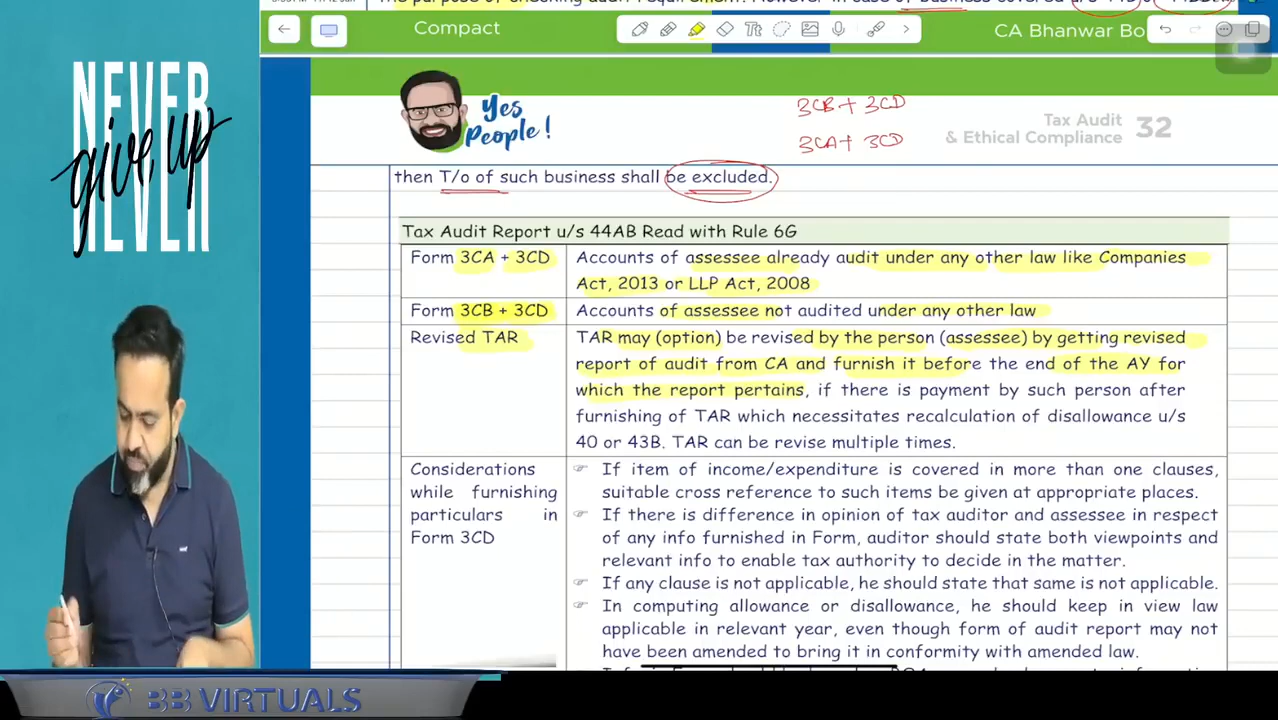 The purpose of checking audit requirement. However in case of business covered u/s
Compact
CA Bhanwar Bo
NEVER
give up
NEVER
Yes
People!
3CB + 3CD
3CA + 3CD
Tax Audit
& Ethical Compliance
32
then T/o of such business shall be excluded.
Tax Audit Report u/s 44AB Read with Rule 6G
Form 3CA + 3CD
Accounts of assessee already audit under any other law like Companies
Act, 2013 or LLP Act, 2008
Form 3CB + 3CD
Accounts of assessee not audited under any other law
Revised TAR
TAR may (option) be revised by the person (assessee) by getting revised
report of audit from CA and furnish it before the end of the AY for
which the report pertains, if there is payment by such person after
furnishing of TAR which necessitates recalculation of disallowance u/s
40 or 43B. TAR can be revise multiple times.
Considerations
while furnishing
particulars in
Form 3CD
☞ If item of income/expenditure is covered in more than one clauses,
suitable cross reference to such items be given at appropriate places.
☞ If there is difference in opinion of tax auditor and assessee in respect
of any info furnished in Form, auditor should state both viewpoints and
relevant info to enable tax authority to decide in the matter.
☞ If any clause is not applicable, he should state that same is not applicable.
☞ In computing allowance or disallowance, he should keep in view law
applicable in relevant year, even though form of audit report may not
have been amended to bring it in conformity with amended law.
BB VIRTUALS